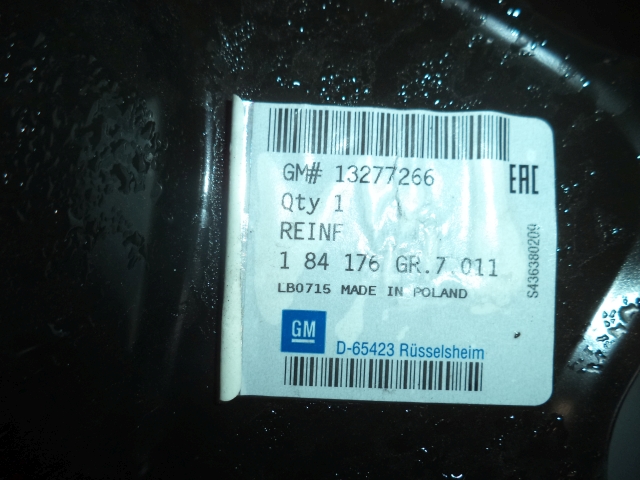 GM# 13277266
EAC
Qty 1
REINF
1 84 176 GR.7 011
LB0715 MADE IN POLAND
GM
D-65423 Rüsselsheim
S436380209